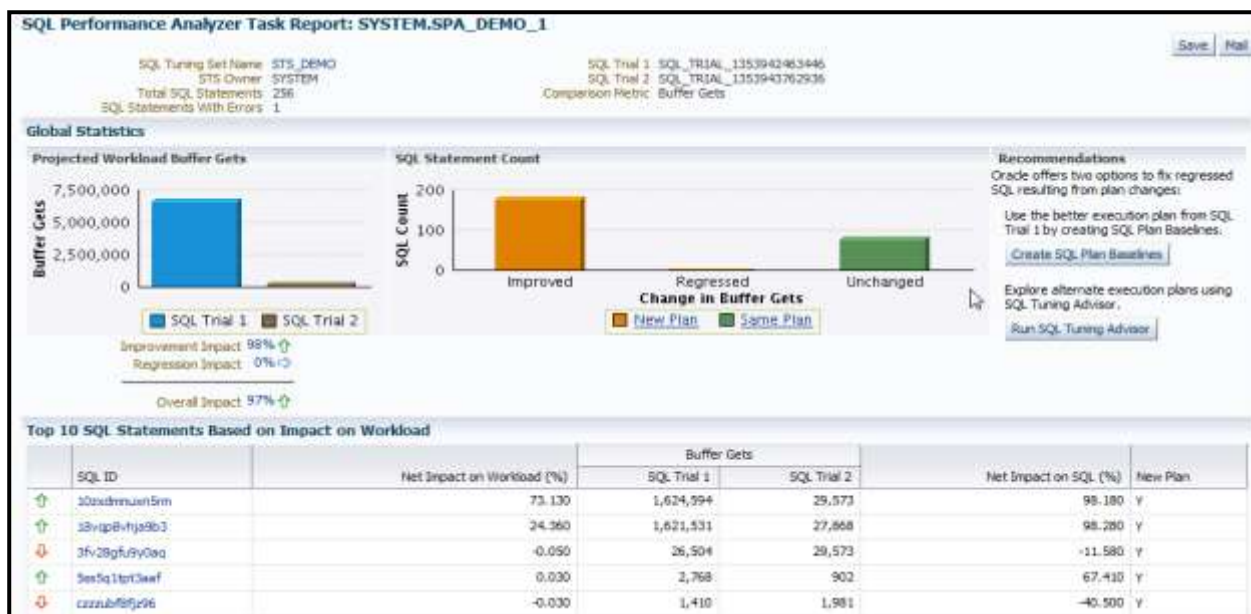 SQL Performance Analyzer Task Report: SYSTEM.SPA_DEMO_1
Save Mail
SQL Tuning Set Name STS_DEMO
STS Owner SYSTEM
Total SQL Statements 256
SQL Statements With Errors 1
SQL Trial 1 SQL_TRIAL_1353942463446
SQL Trial 2 SQL_TRIAL_1353943762936
Comparison Metric Buffer Gets
Global Statistics
Projected Workload Buffer Gets
Buffer Gets
7,500,000
5,000,000
2,500,000
0
SQL Trial 1 SQL Trial 2
Improvement Impact 98%
Regression Impact 0%
Overall Impact 97%
SQL Statement Count
SQL Count
200
100
0
Improved Regressed Unchanged
Change in Buffer Gets
New Plan Same Plan
Recommendations
Oracle offers two options to fix regressed
SQL resulting from plan changes:
Use the better execution plan from SQL
Trial 1 by creating SQL Plan Baselines.
Create SQL Plan Baselines
Explore alternate execution plans using
SQL Tuning Advisor.
Run SQL Tuning Advisor
Top 10 SQL Statements Based on Impact on Workload
Buffer Gets
SQL ID Net Impact on Workload (%) SQL Trial 1 SQL Trial 2 Net Impact on SQL (%) New Plan
73.130 1,624,594 29,573 98.180 Y
24.360 1,621,531 27,868 98.280 Y
3fv28gfu9y0aq -0.050 26,504 29,573 -11.580 Y
0.030 2,768 902 67.410 Y
-0.030 1,410 1,981 -40.500 Y